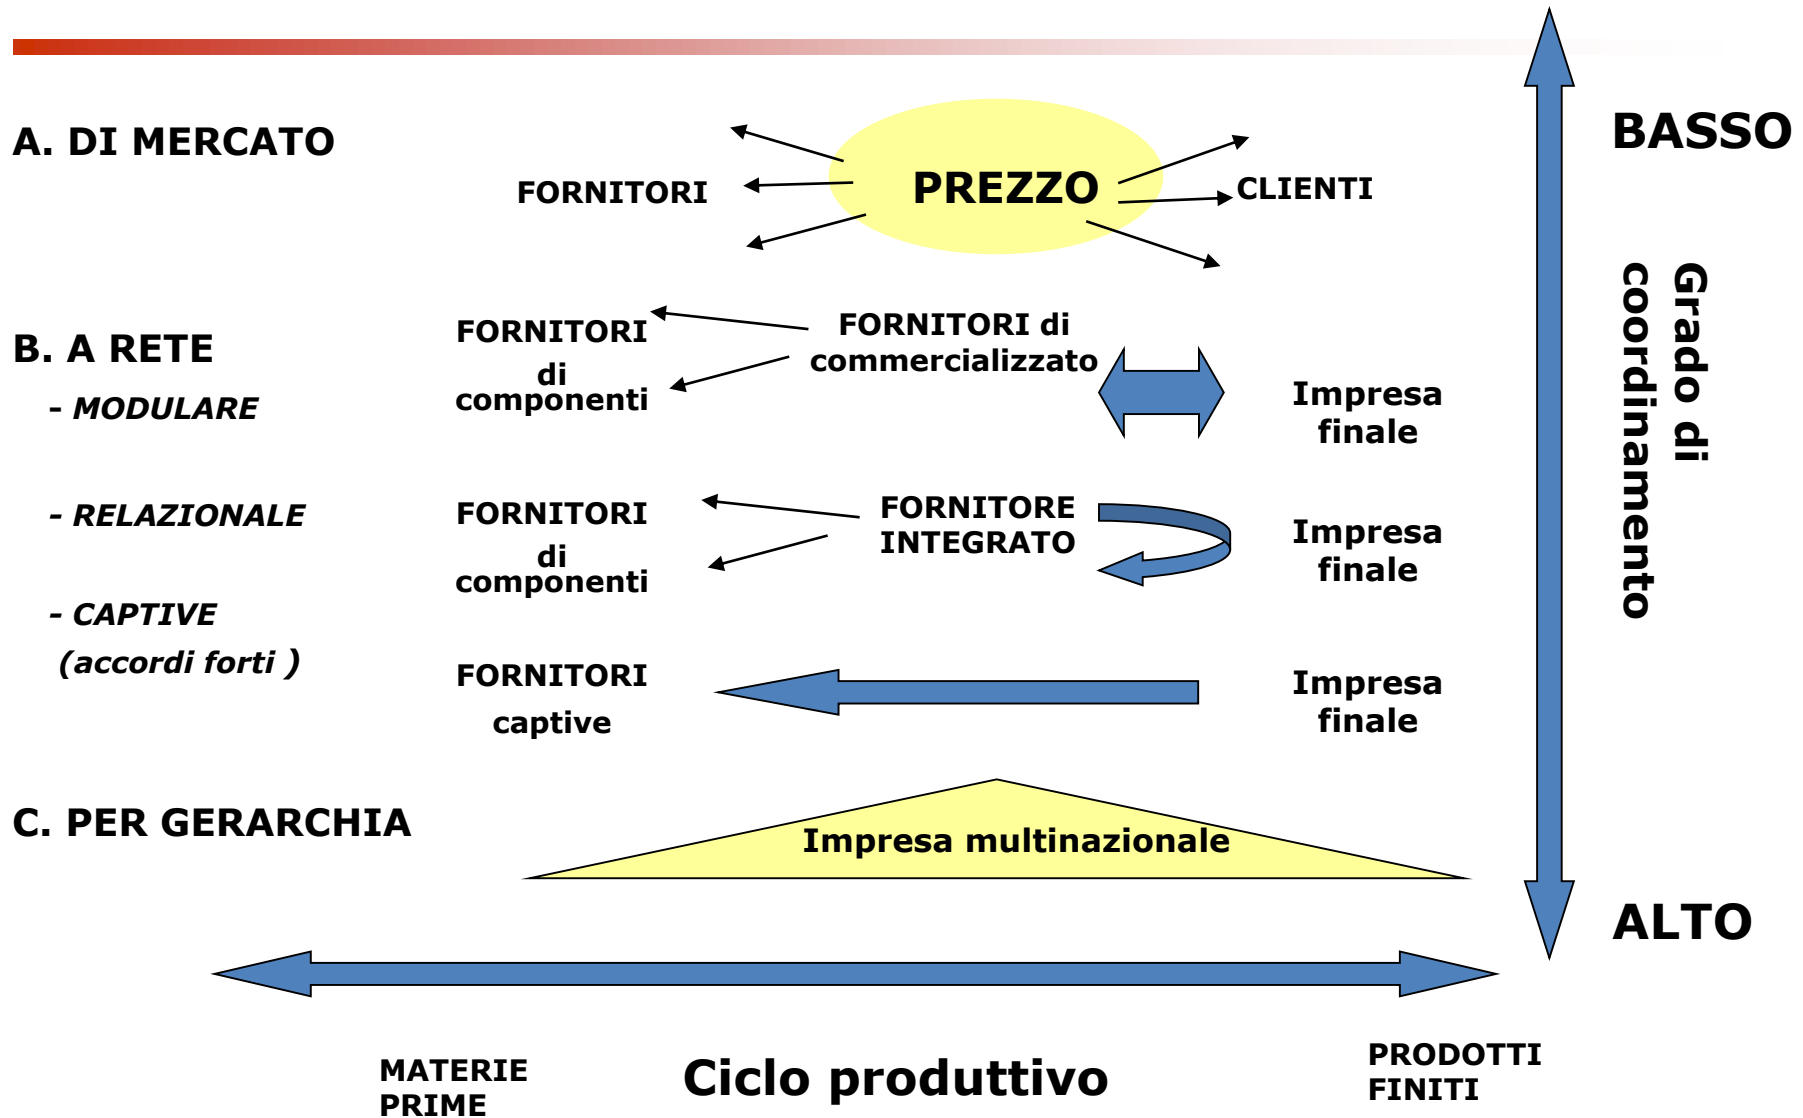 A. DI MERCATO
FORNITORI
PREZZO
CLIENTI
BASSO
B. A RETE
- MODULARE
FORNITORI
di
componenti
FORNITORI di
commercializzato
Impresa
finale
- RELAZIONALE
FORNITORI
di
componenti
FORNITORE
INTEGRATO
Impresa
finale
- CAPTIVE
(accordi forti )
FORNITORI
captive
Impresa
finale
Grado di
coordinamento
C. PER GERARCHIA
Impresa multinazionale
ALTO
MATERIE
PRIME
Ciclo produttivo
PRODOTTI
FINITI